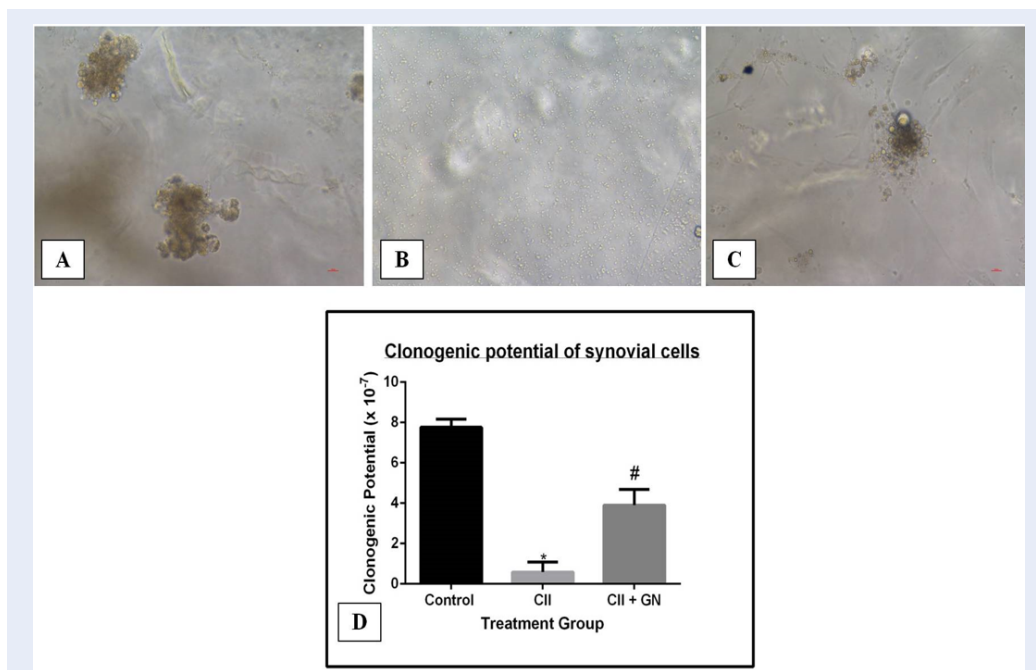 A
B
C
Clonogenic potential of synovial cells
Clonogenic Potential (x 10⁻⁷)
10
8
6
4
2
0
*
#
Control CII CII + GN
Treatment Group
D